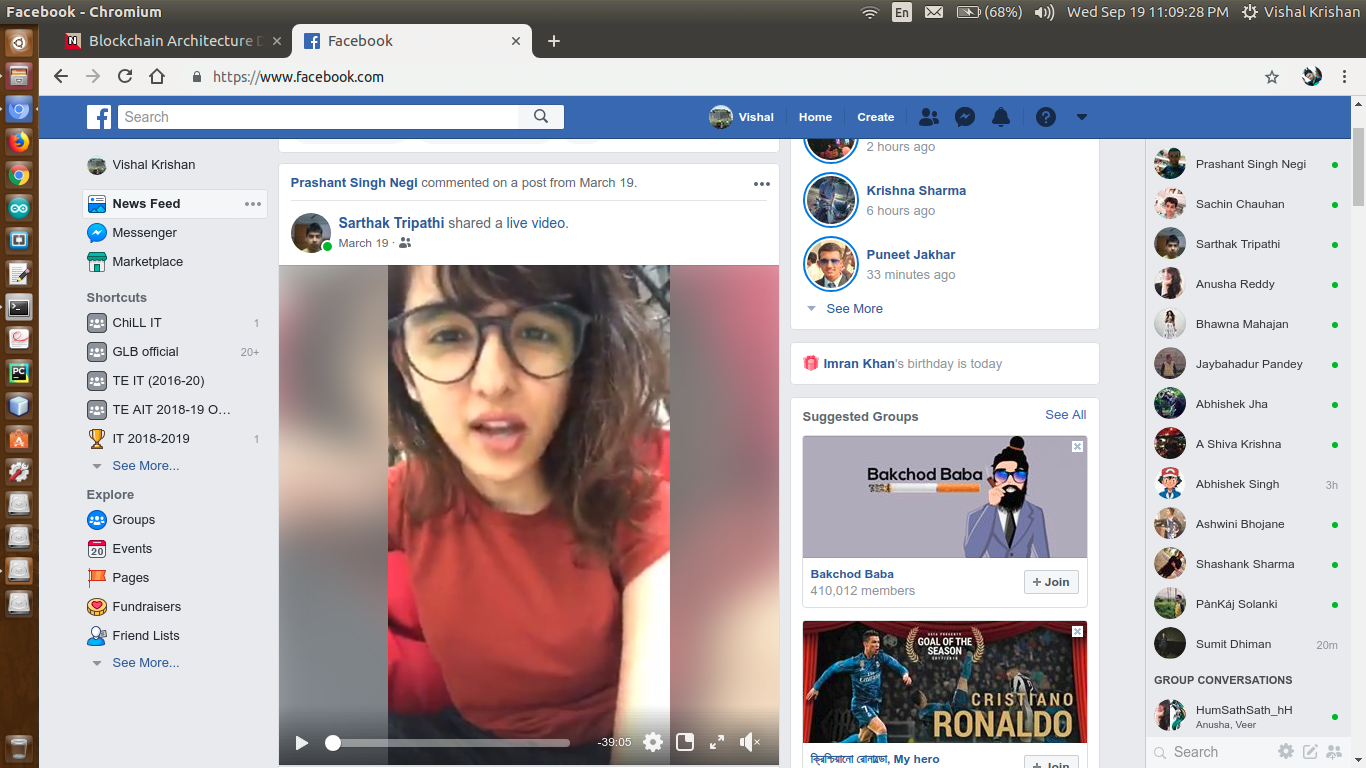 Facebook - Chromium
En
(68%)
Wed Sep 19 11:09:28 PM
Vishal Krishan
Blockchain Architecture D
Facebook
https://www.facebook.com
Search
Vishal
Home
Create
Vishal Krishan
News Feed
Messenger
Marketplace
Shortcuts
ChiLL IT 1
GLB official 20+
TE IT (2016-20)
TE AIT 2018-19 O...
IT 2018-2019 1
See More...
Explore
Groups
20
Events
Pages
Fundraisers
Friend Lists
See More...
Prashant Singh Negi commented on a post from March 19.
Sarthak Tripathi shared a live video.
March 19 ·
-39:05
2 hours ago
Krishna Sharma
6 hours ago
Puneet Jakhar
33 minutes ago
See More
Imran Khan's birthday is today
Suggested Groups See All
Bakchod Baba
Bakchod Baba
410,012 members
+ Join
GOAL OF THE
SEASON
CRISTIANO
RONALDO
ক্রিশ্চিয়ানো রোনাল্ডো, My hero
+ Join
Prashant Singh Negi
Sachin Chauhan
Sarthak Tripathi
Anusha Reddy
Bhawna Mahajan
Jaybahadur Pandey
Abhishek Jha
A Shiva Krishna
Abhishek Singh 3h
Ashwini Bhojane
Shashank Sharma
PànKáj Solanki
Sumit Dhiman 20m
GROUP CONVERSATIONS
HumSathSath_hH
Anusha, Veer
Search